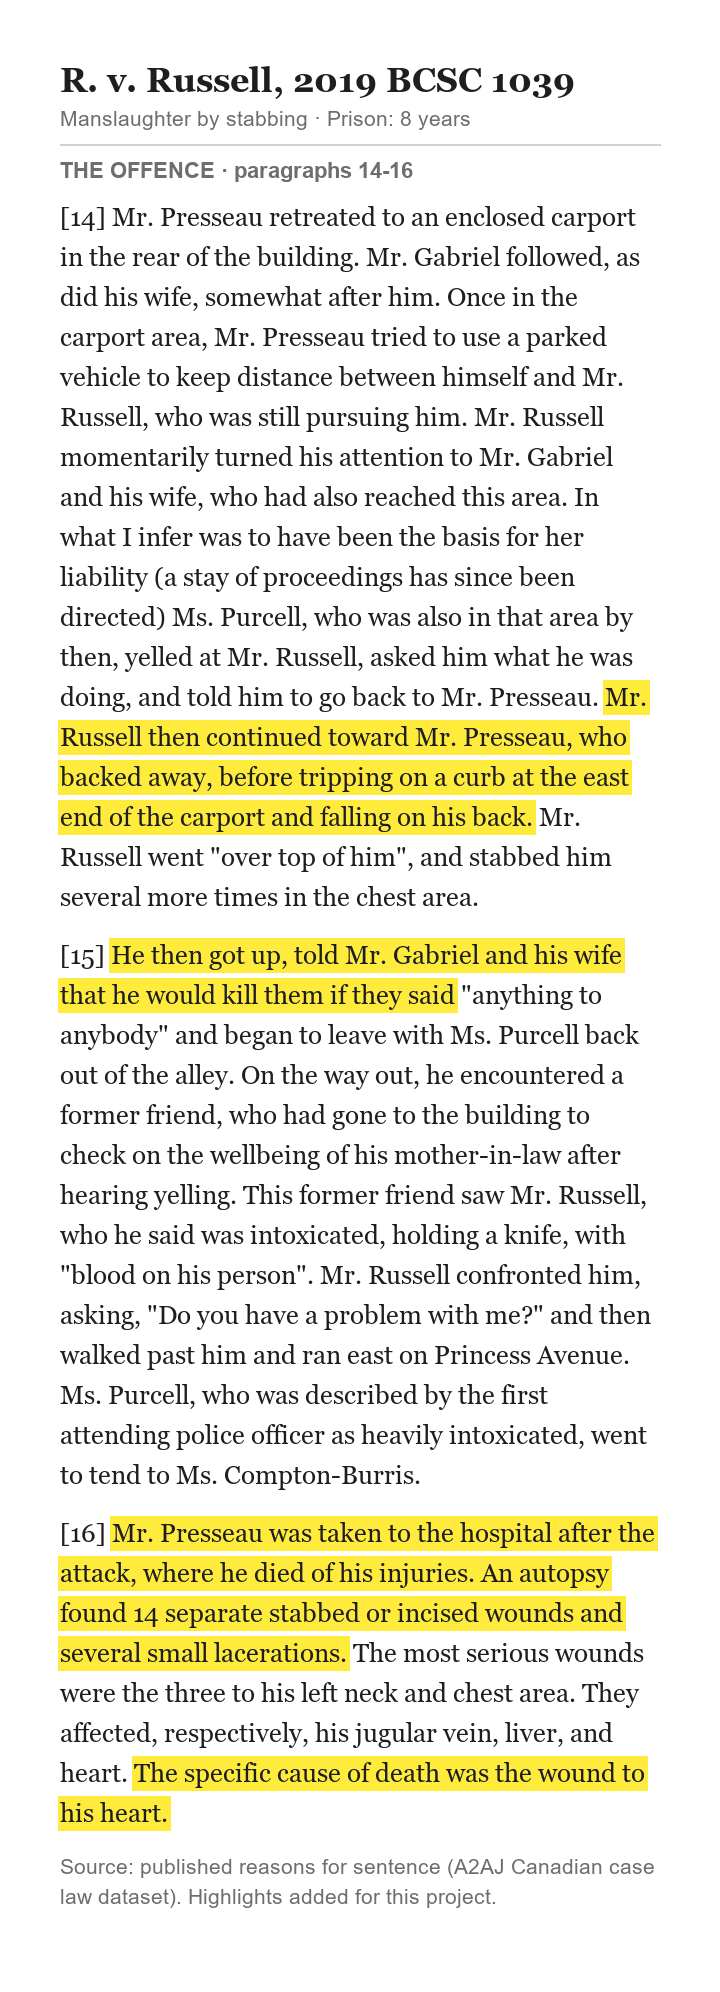 R. v. Russell, 2019 BCSC 1039
Manslaughter by stabbing · Prison: 8 years
THE OFFENCE · paragraphs 14-16
[14] Mr. Presseau retreated to an enclosed carport
in the rear of the building. Mr. Gabriel followed, as
did his wife, somewhat after him. Once in the
carport area, Mr. Presseau tried to use a parked
vehicle to keep distance between himself and Mr.
Russell, who was still pursuing him. Mr. Russell
momentarily turned his attention to Mr. Gabriel
and his wife, who had also reached this area. In
what I infer was to have been the basis for her
liability (a stay of proceedings has since been
directed) Ms. Purcell, who was also in that area by
then, yelled at Mr. Russell, asked him what he was
doing, and told him to go back to Mr. Presseau. Mr.
Russell then continued toward Mr. Presseau, who
backed away, before tripping on a curb at the east
end of the carport and falling on his back. Mr.
Russell went "over top of him", and stabbed him
several more times in the chest area.
[15] He then got up, told Mr. Gabriel and his wife
that he would kill them if they said "anything to
anybody" and began to leave with Ms. Purcell back
out of the alley. On the way out, he encountered a
former friend, who had gone to the building to
check on the wellbeing of his mother-in-law after
hearing yelling. This former friend saw Mr. Russell,
who he said was intoxicated, holding a knife, with
"blood on his person". Mr. Russell confronted him,
asking, "Do you have a problem with me?" and then
walked past him and ran east on Princess Avenue.
Ms. Purcell, who was described by the first
attending police officer as heavily intoxicated, went
to tend to Ms. Compton-Burris.
[16] Mr. Presseau was taken to the hospital after the
attack, where he died of his injuries. An autopsy
found 14 separate stabbed or incised wounds and
several small lacerations. The most serious wounds
were the three to his left neck and chest area. They
affected, respectively, his jugular vein, liver, and
heart. The specific cause of death was the wound to
his heart.
Source: published reasons for sentence (A2AJ Canadian case
law dataset). Highlights added for this project.